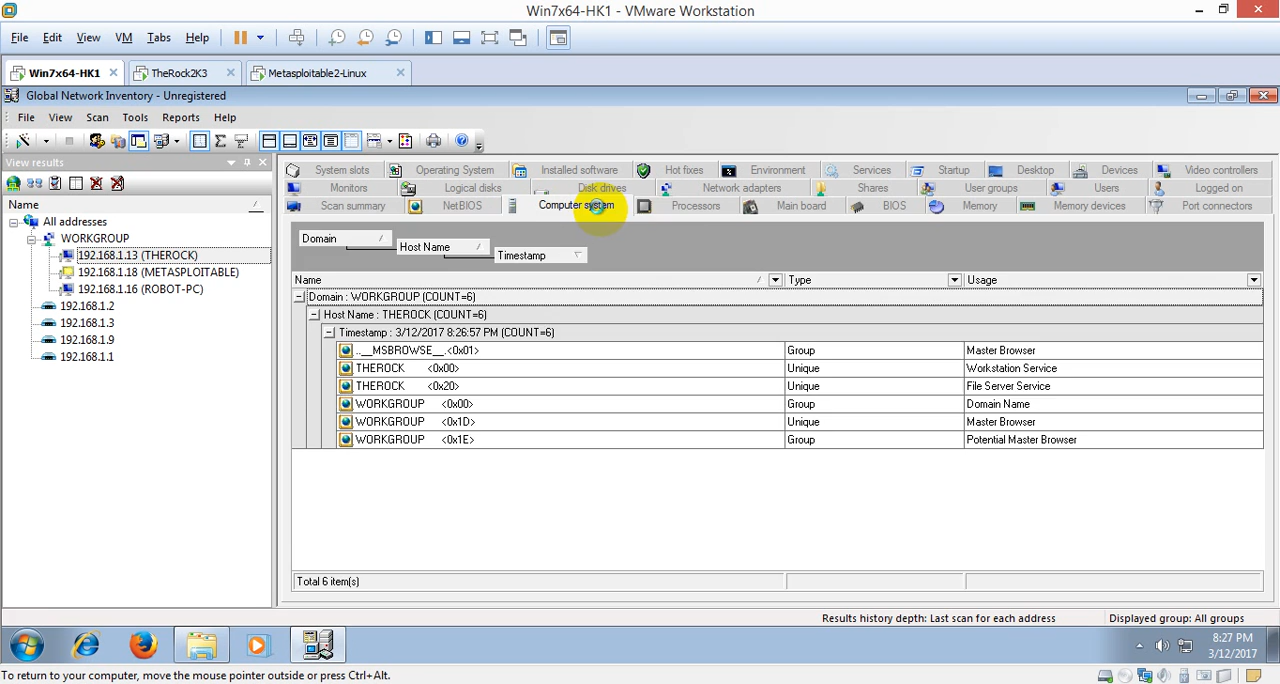 Win7x64-HK1 - VMware Workstation
File Edit View VM Tabs Help
Win7x64-HK1 TheRock2K3 Metasploitable2-Linux
Global Network Inventory - Unregistered
File View Scan Tools Reports Help
View results
Name
All addresses
WORKGROUP
192.168.1.13 (THEROCK)
192.168.1.18 (METASPLOITABLE)
192.168.1.16 (ROBOT-PC)
192.168.1.2
192.168.1.3
192.168.1.9
192.168.1.1
System slots Operating System Installed software Hot fixes Environment Services Startup Desktop Devices Video controllers
Monitors Logical disks Disk drives Network adapters Shares User groups Users Logged on
Scan summary NetBIOS Computer system Processors Main board BIOS Memory Memory devices Port connectors
Domain
Host Name
Timestamp
Name Type Usage
Domain : WORKGROUP (COUNT=6)
Host Name : THEROCK (COUNT=6)
Timestamp : 3/12/2017 8:26:57 PM (COUNT=6)
..__MSBROWSE__.<0x01> Group Master Browser
THEROCK <0x00> Unique Workstation Service
THEROCK <0x20> Unique File Server Service
WORKGROUP <0x00> Group Domain Name
WORKGROUP <0x1D> Unique Master Browser
WORKGROUP <0x1E> Group Potential Master Browser
Total 6 item(s)
Results history depth: Last scan for each address Displayed group: All groups
8:27 PM
3/12/2017
To return to your computer, move the mouse pointer outside or press Ctrl+Alt.